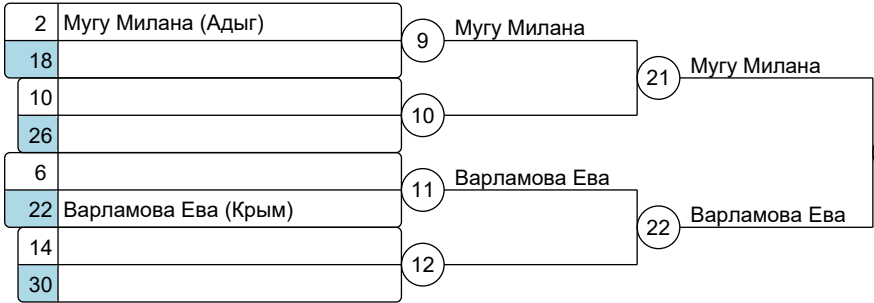 2 Мугу Милана (Адыг)
18
9 Мугу Милана
10
26
10
21 Мугу Милана
6
22 Варламова Ева (Крым)
11 Варламова Ева
14
30
12
22 Варламова Ева